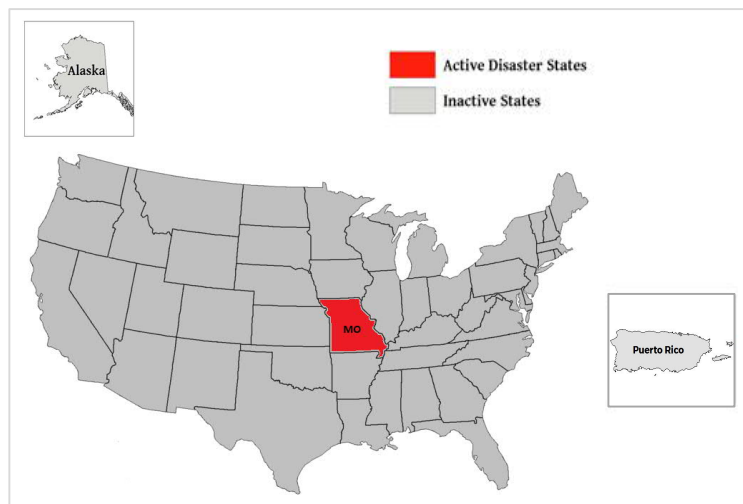 Alaska
Active Disaster States
Inactive States
MO
Puerto Rico